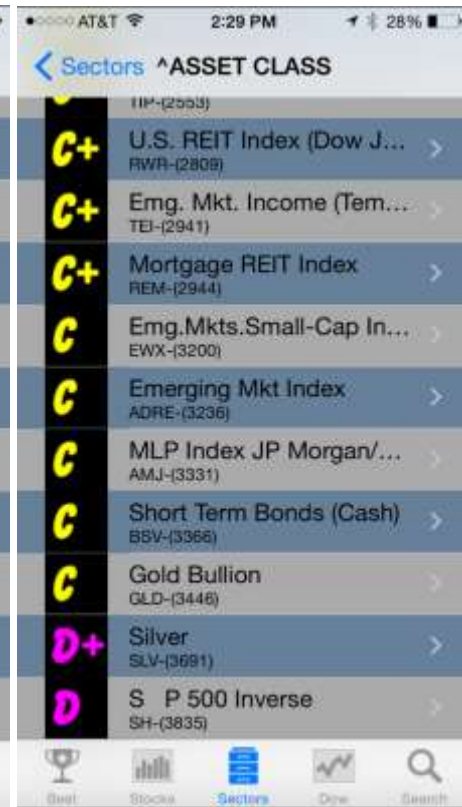 AT&T 2:29 PM 28%
Sectors ^ASSET CLASS
TIP-(2553)
C+ U.S. REIT Index (Dow J...
RWR-(2809)
C+ Emg. Mkt. Income (Tem...
TEI-(2941)
C+ Mortgage REIT Index
REM-(2944)
C Emg.Mkts.Small-Cap In...
EWX-(3200)
C Emerging Mkt Index
ADRE-(3236)
C MLP Index JP Morgan/...
AMJ-(3331)
C Short Term Bonds (Cash)
BSV-(3366)
C Gold Bullion
GLD-(3446)
D+ Silver
SLV-(3691)
D S P 500 Inverse
SH-(3835)
Best Stocks Sectors Dow Search